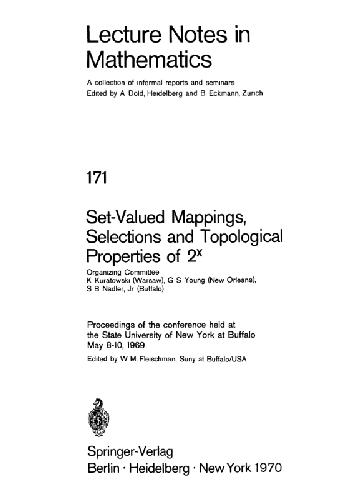 Lecture Notes in
Mathematics
A collection of informal reports and seminars
Edited by A. Dold, Heidelberg and B. Eckmann, Zürich
171
Set-Valued Mappings,
Selections and Topological
Properties of 2ˣ
Organizing Committee
K. Kuratowski (Warsaw), G. S. Young (New Orleans),
S. B. Nadler, Jr. (Buffalo)
Proceedings of the conference held at
the State University of New York at Buffalo
May 8-10, 1969
Edited by W. M. Fleischman, Suny at Buffalo/USA
Springer-Verlag
Berlin · Heidelberg · New York 1970